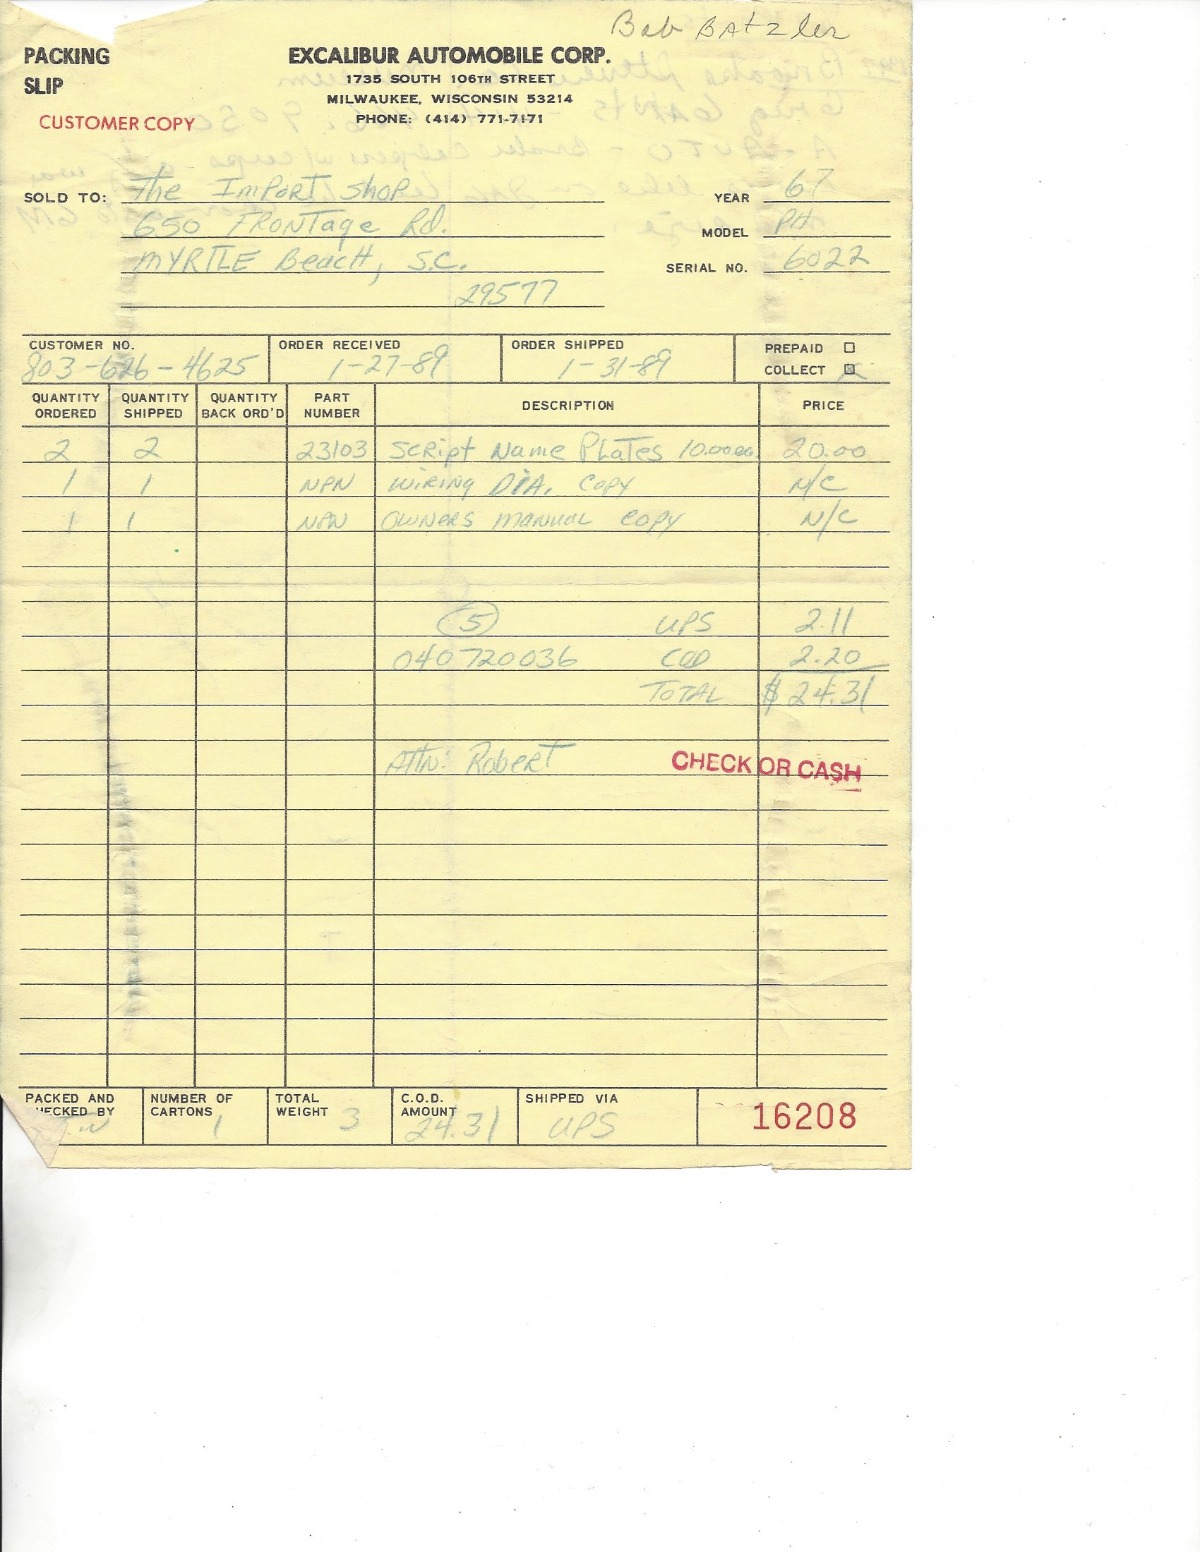 Bob Batzler
PACKING SLIP
EXCALIBUR AUTOMOBILE CORP.
1735 SOUTH 106TH STREET
MILWAUKEE, WISCONSIN 53214
PHONE: (414) 771-7171
CUSTOMER COPY
SOLD TO: The Import Shop
650 Frontage Rd.
Myrtle Beach, S.C.
29577
YEAR 67
MODEL PH
SERIAL NO. 6022
CUSTOMER NO. 803-626-4625
ORDER RECEIVED 1-27-89
ORDER SHIPPED 1-31-89
PREPAID
COLLECT
QUANTITY ORDERED QUANTITY SHIPPED QUANTITY BACK ORD'D PART NUMBER DESCRIPTION PRICE
2 2 23103 Script Name Plates 10.00 ea. 20.00
1 1 NPN Wiring DIA. Copy N/C
1 1 NPN Owners Manual Copy N/C
5 UPS 2.11
040720036 COD 2.20
TOTAL $24.31
Attn: Robert CHECK OR CASH
PACKED AND CHECKED BY
NUMBER OF CARTONS 1
TOTAL WEIGHT 3
C.O.D. AMOUNT 24.31
SHIPPED VIA UPS
16208